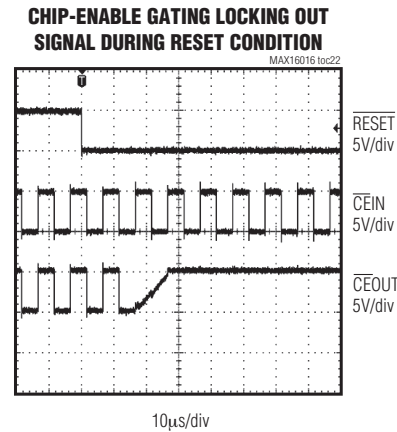 CHIP-ENABLE GATING LOCKING OUT
SIGNAL DURING RESET CONDITION
MAX16016 toc22
T
RESET
5V/div
CEIN
5V/div
CEOUT
5V/div
10μs/div